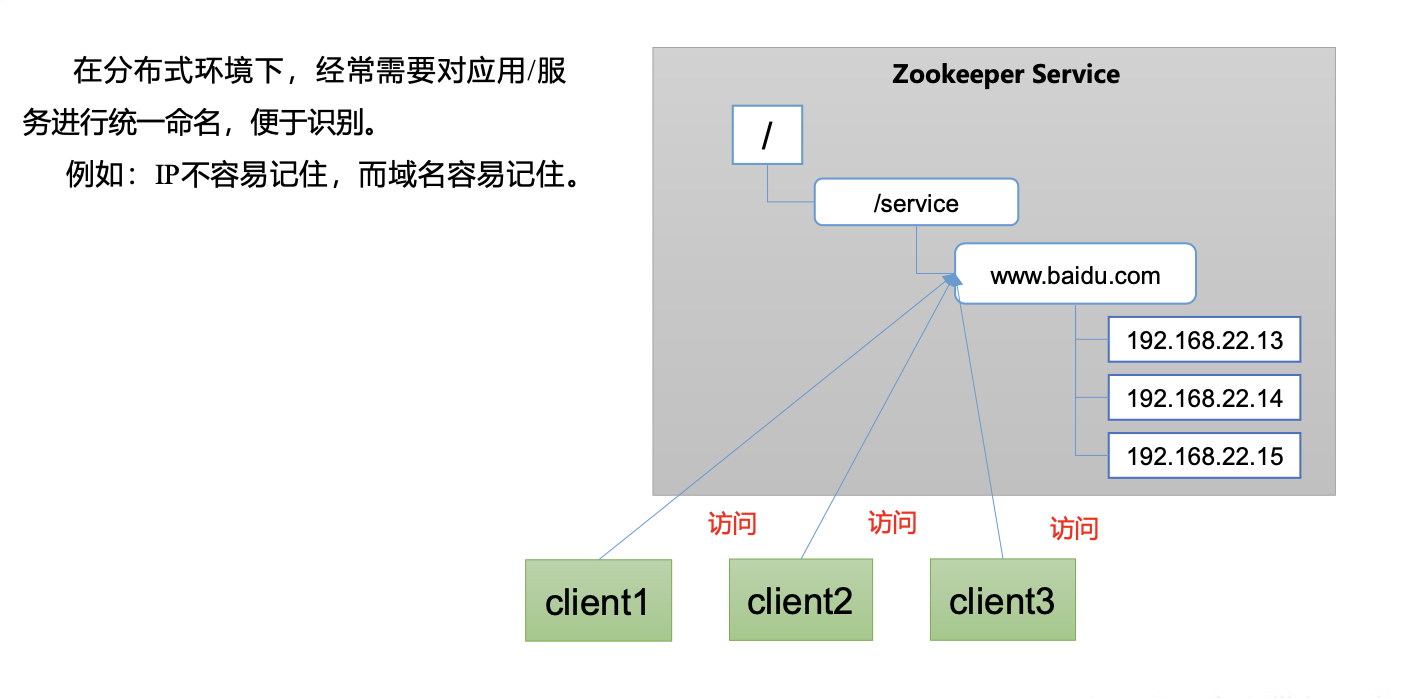 在分布式环境下，经常需要对应用/服
务进行统一命名，便于识别。
例如：IP不容易记住，而域名容易记住。
Zookeeper Service
/
/service
www.baidu.com
192.168.22.13
192.168.22.14
192.168.22.15
访问
访问
访问
client1
client2
client3